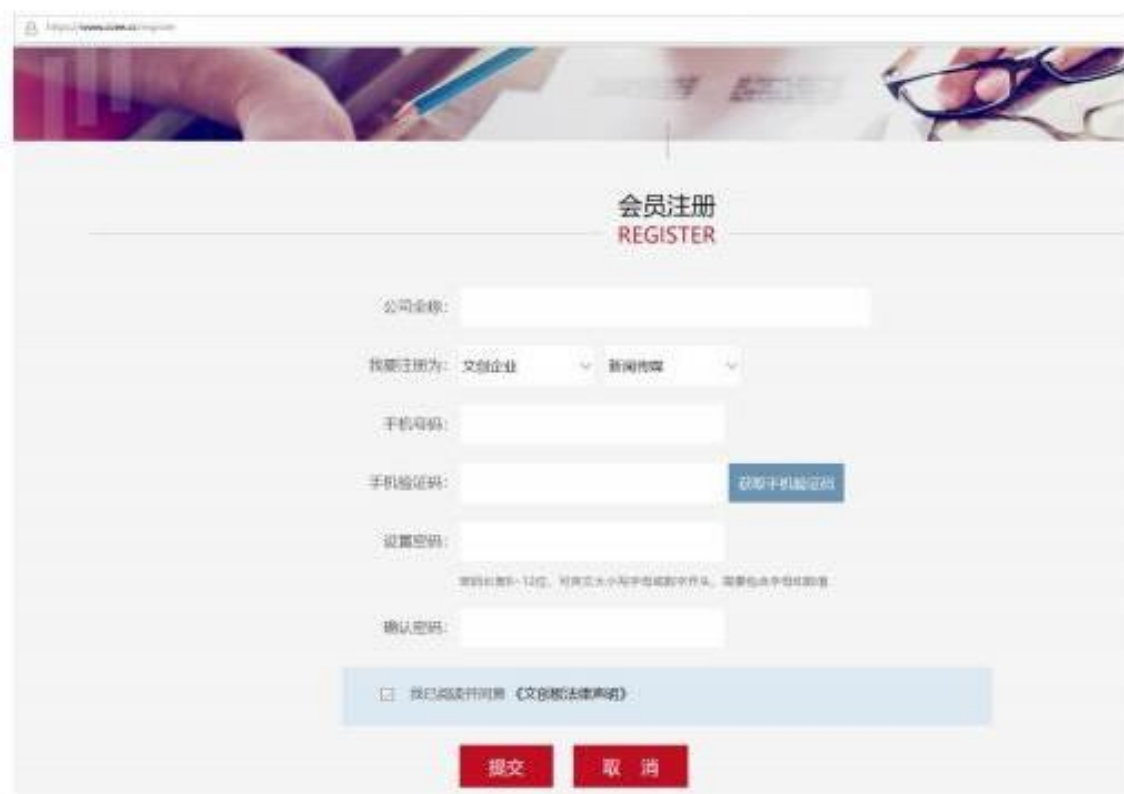 会员注册
REGISTER
公司全称:
我要注册为: 文创企业 新闻传媒
手机号码:
手机验证码: 获取手机验证码
设置密码:
确认密码:
我已阅读并同意 《文创板法律声明》
提交 取 消